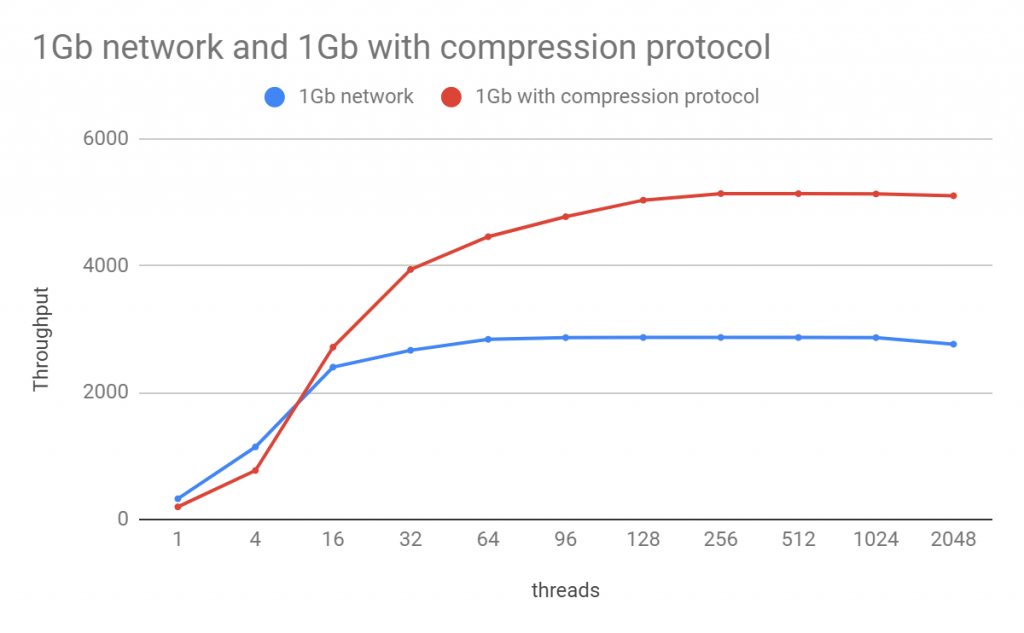 1Gb network and 1Gb with compression protocol
1Gb network 1Gb with compression protocol
6000
4000
2000
0
Throughput
1 4 16 32 64 96 128 256 512 1024 2048
threads